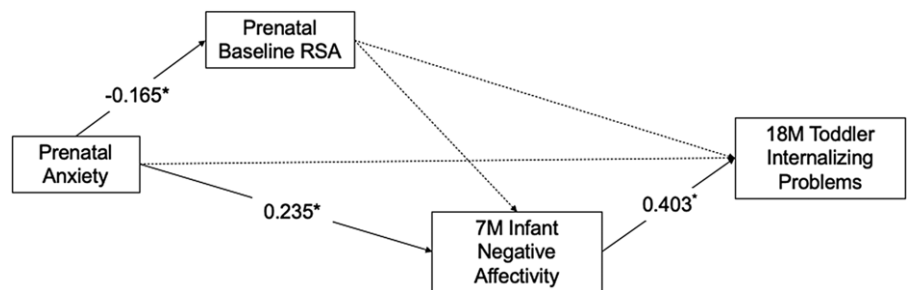 Prenatal
Baseline RSA
-0.165*
Prenatal
Anxiety
0.235*
7M Infant
Negative
Affectivity
0.403*
18M Toddler
Internalizing
Problems